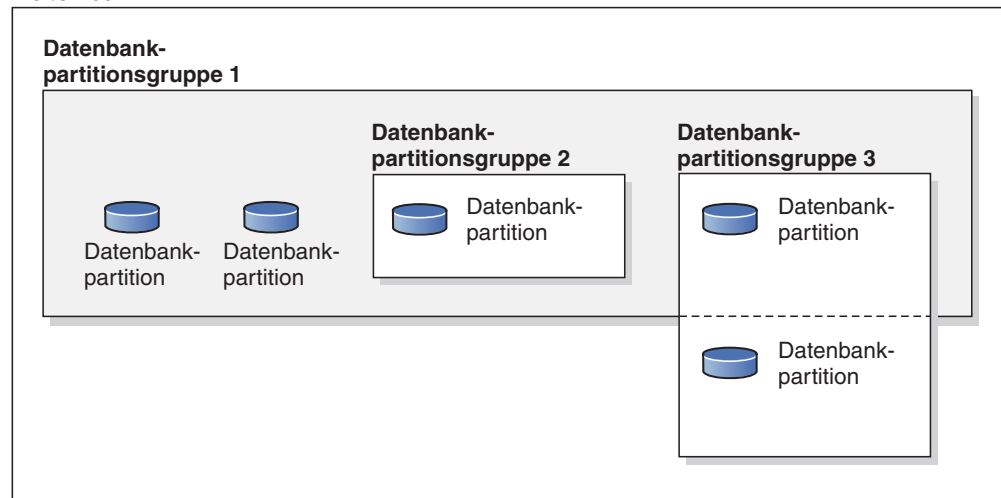 Datenbank-
partitionsgruppe 1
Datenbank-
partitionsgruppe 2
Datenbank-
partitionsgruppe 3
Datenbank-
partition
Datenbank-
partition
Datenbank-
partition
Datenbank-
partition
Datenbank-
partition